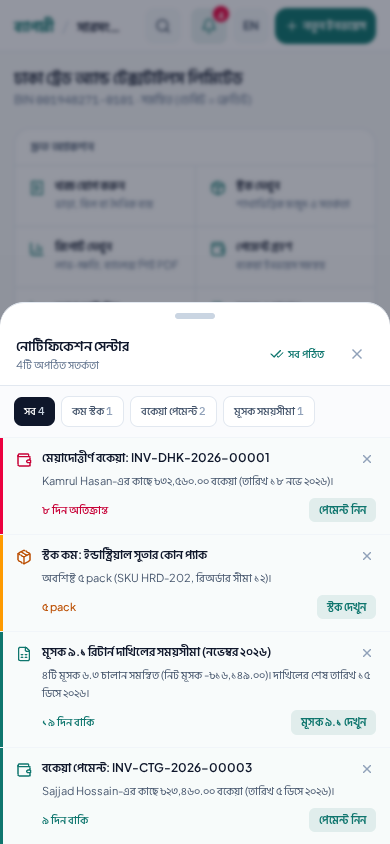 EN
নোটিফিকেশন সেন্টার
4টি অপঠিত সতর্কতা
সব পঠিত
সব 4
কম স্টক 1
বকেয়া পেমেন্ট 2
মূসক সময়সীমা 1
মেয়াদোত্তীর্ণ বকেয়া: INV-DHK-2026-00001
Kamrul Hasan-এর কাছে ৳৩২,৫৬০.০০ বকেয়া (তারিখ ১৮ নভে ২০২৬)।
৮ দিন অতিক্রান্ত
পেমেন্ট নিন
স্টক কম: ইন্ডাস্ট্রিয়াল সুতার কোন প্যাক
অবশিষ্ট ৫ pack (SKU HRD-202, রিঅর্ডার সীমা ১২)।
৫ pack
স্টক দেখুন
মূসক ৯.১ রিটার্ন দাখিলের সময়সীমা (নভেম্বর ২০২৬)
৪টি মূসক ৬.৩ চালান সমন্বিত (নিট মূসক -৳১৬,১৪৯.০০)। দাখিলের শেষ তারিখ ১৫
ডিসে ২০২৬।
১৯ দিন বাকি
মূসক ৯.১ দেখুন
বকেয়া পেমেন্ট: INV-CTG-2026-00003
Sajjad Hossain-এর কাছে ৳২৩,৪৬০.০০ বকেয়া (তারিখ ৫ ডিসে ২০২৬)।
৯ দিন বাকি
পেমেন্ট নিন